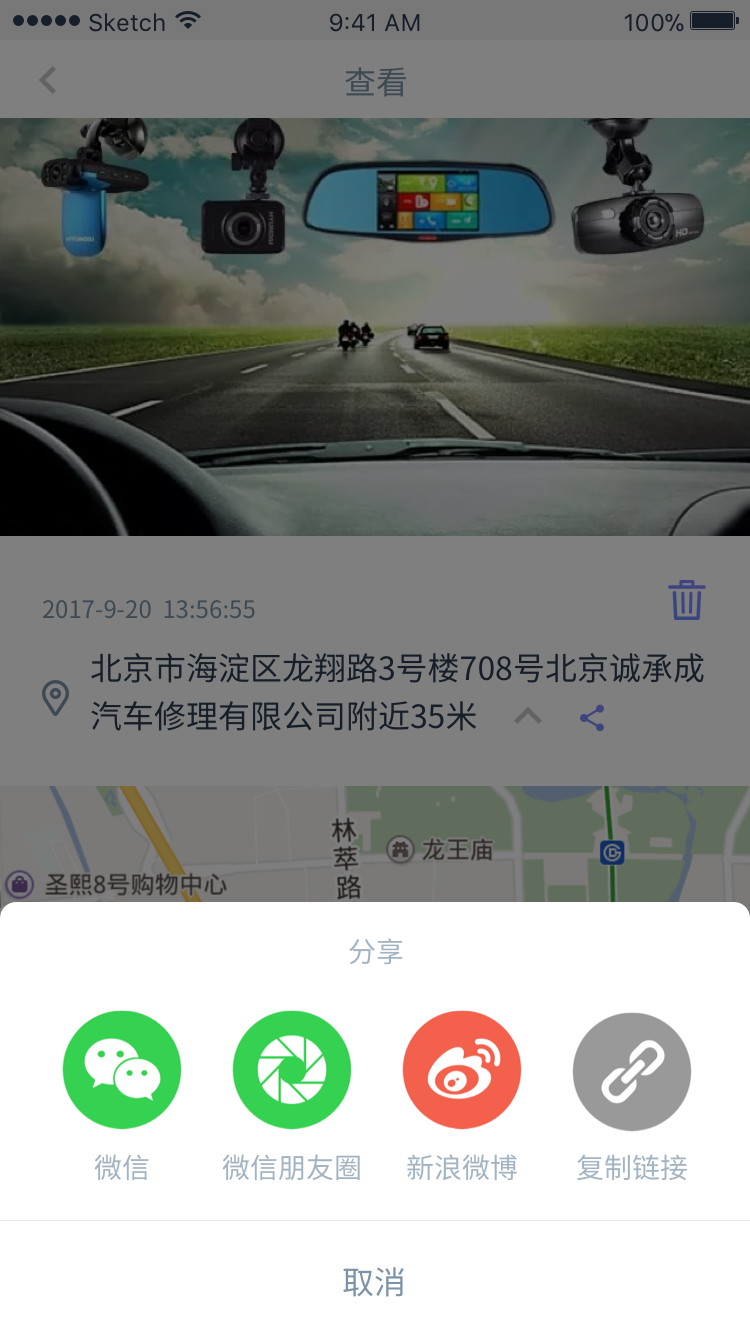 Sketch 9:41 AM 100%
查看
HYUNDAI
HYUNDAI
HD
2017-9-20 13:56:55
北京市海淀区龙翔路3号楼708号北京诚承成
汽车修理有限公司附近35米
林萃路
龙王庙
圣熙8号购物中心
分享
微信 微信朋友圈 新浪微博 复制链接
取消